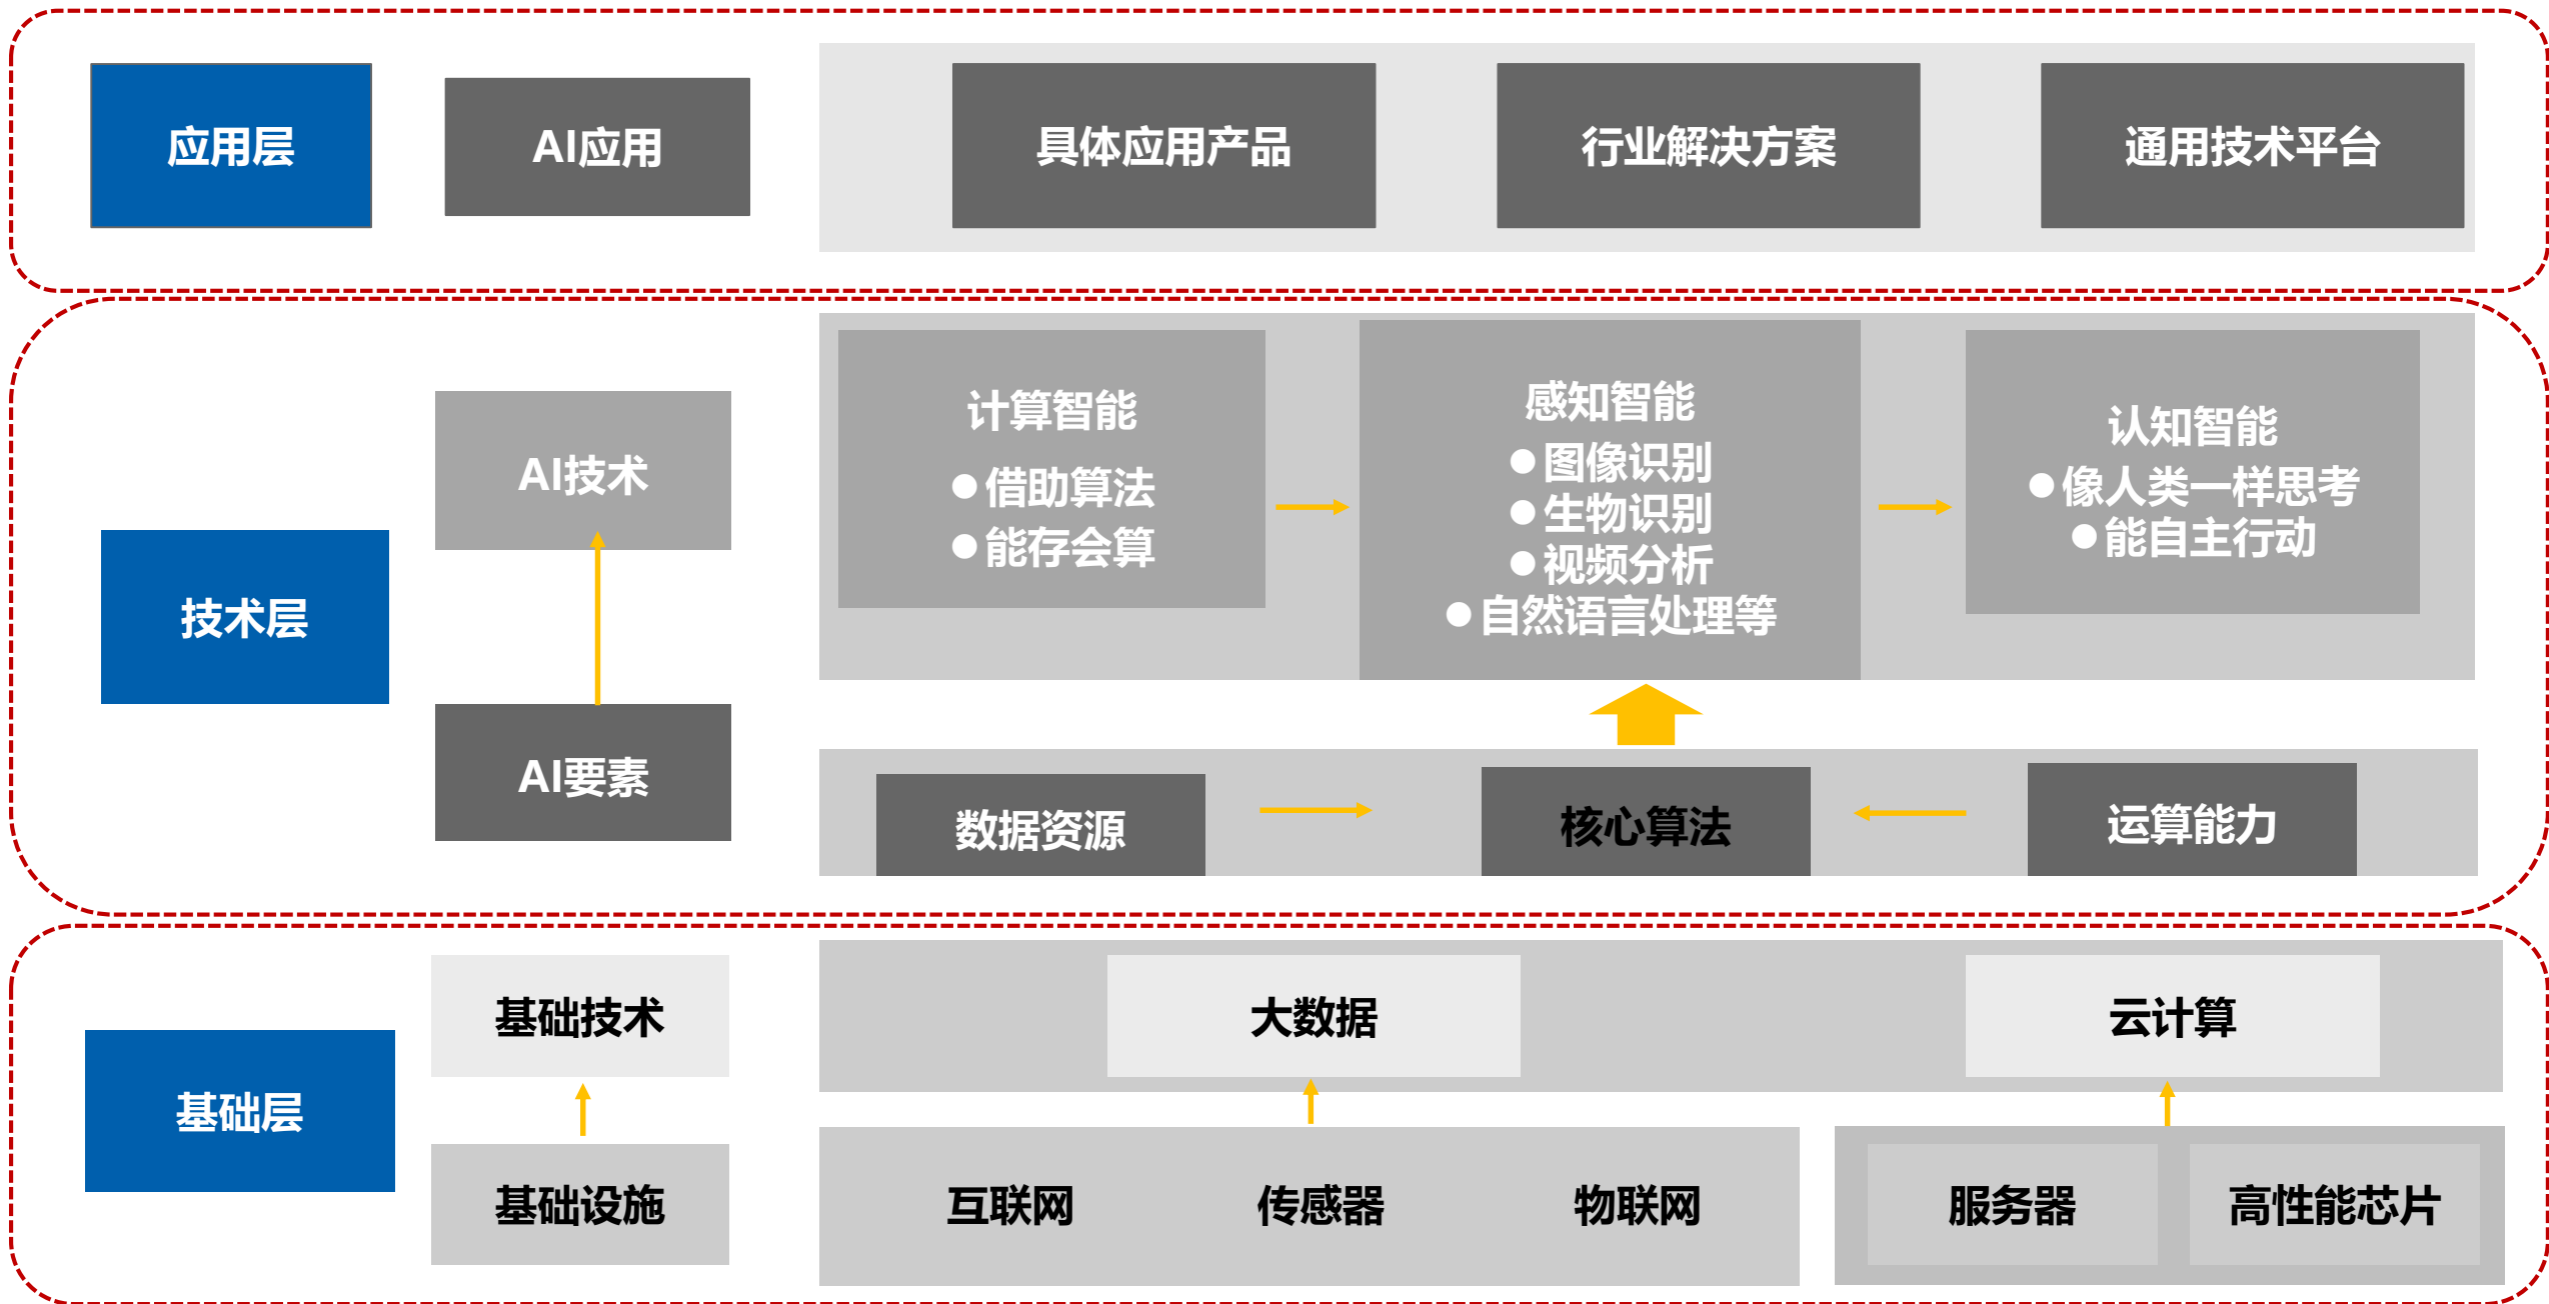 应用层
AI应用
具体应用产品
行业解决方案
通用技术平台
技术层
AI技术
计算智能
●借助算法
●能存会算
感知智能
●图像识别
●生物识别
●视频分析
●自然语言处理等
认知智能
●像人类一样思考
●能自主行动
AI要素
数据资源
核心算法
运算能力
基础层
基础技术
大数据
云计算
基础设施
互联网
传感器
物联网
服务器
高性能芯片